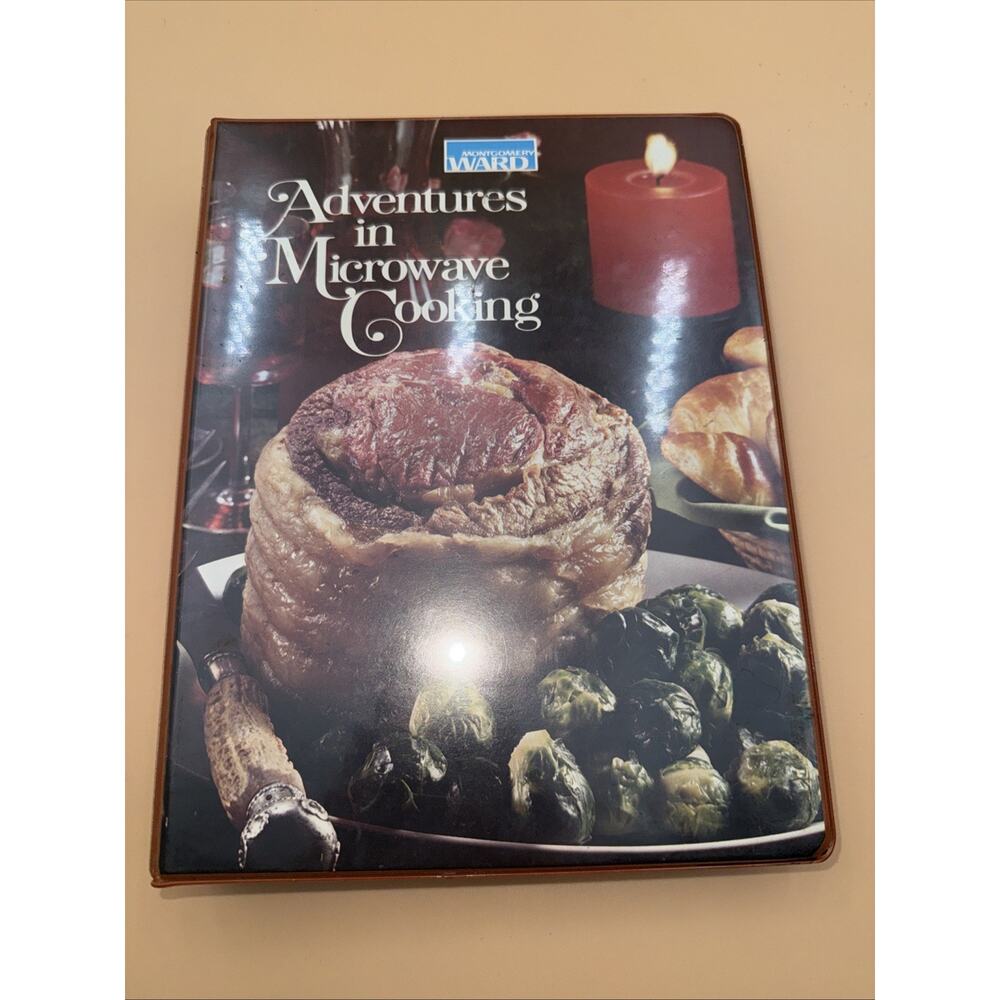 MONTGOMERY
WARD
Adventures
in
Microwave
Cooking